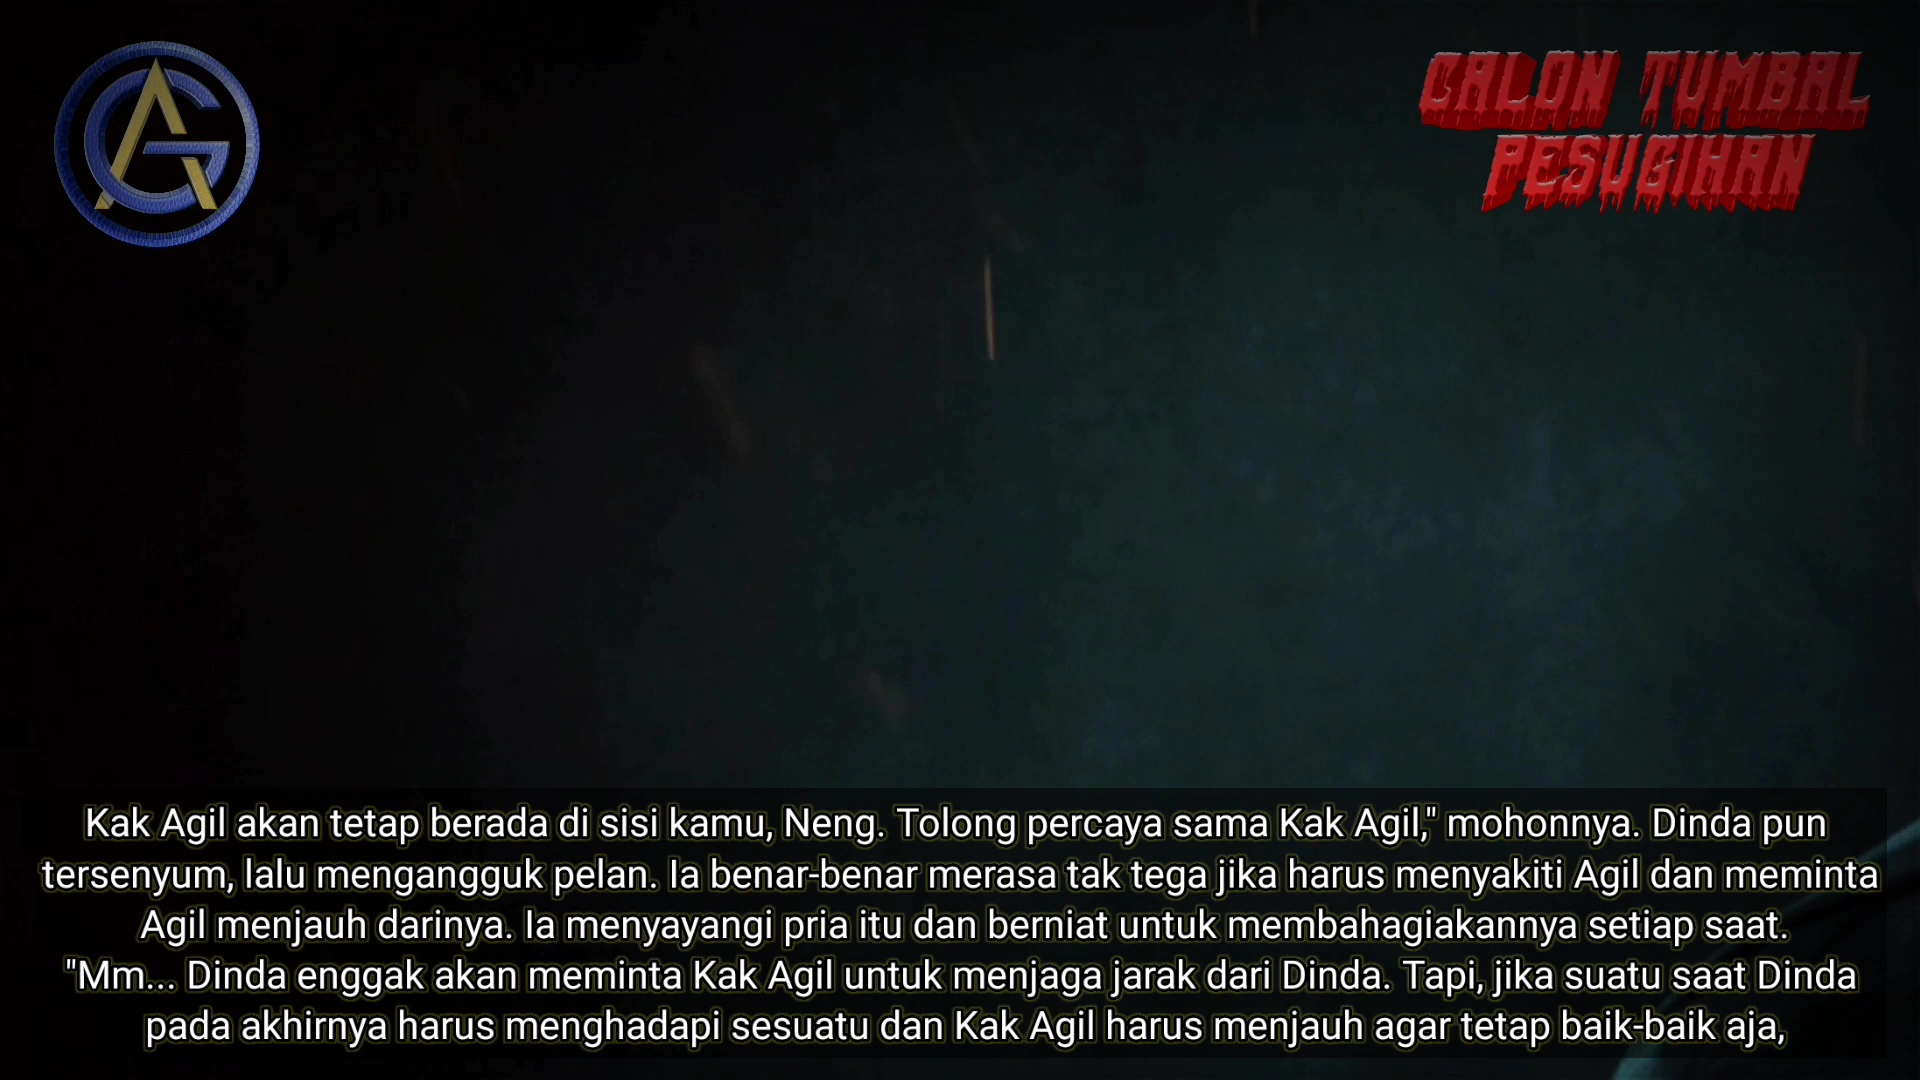 CALON TUMBAL
PESUGIHAN
Kak Agil akan tetap berada di sisi kamu, Neng. Tolong percaya sama Kak Agil," mohonnya. Dinda pun
tersenyum, lalu mengangguk pelan. Ia benar-benar merasa tak tega jika harus menyakiti Agil dan meminta
Agil menjauh darinya. Ia menyayangi pria itu dan berniat untuk membahagiakannya setiap saat.
"Mm... Dinda enggak akan meminta Kak Agil untuk menjaga jarak dari Dinda. Tapi, jika suatu saat Dinda
pada akhirnya harus menghadapi sesuatu dan Kak Agil harus menjauh agar tetap baik-baik aja,